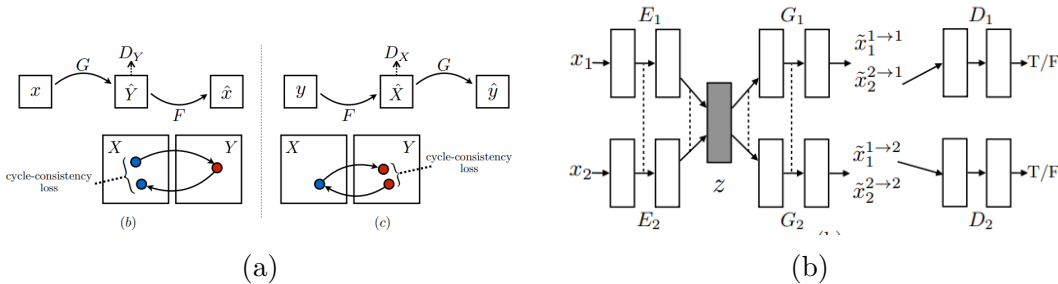 D_Y
G
x
Ŷ
x̂
F
X
Y
cycle-consistency
loss
(b)
D_X
G
y
X̂
ŷ
F
X
Y
cycle-consistency
loss
(c)
(a)
E_1
G_1
D_1
x_1
x̃_1^{1→1}
x̃_1^{2→1}
T/F
z
x_2
x̃_1^{1→2}
x̃_2^{2→2}
T/F
E_2
G_2
D_2
(b)